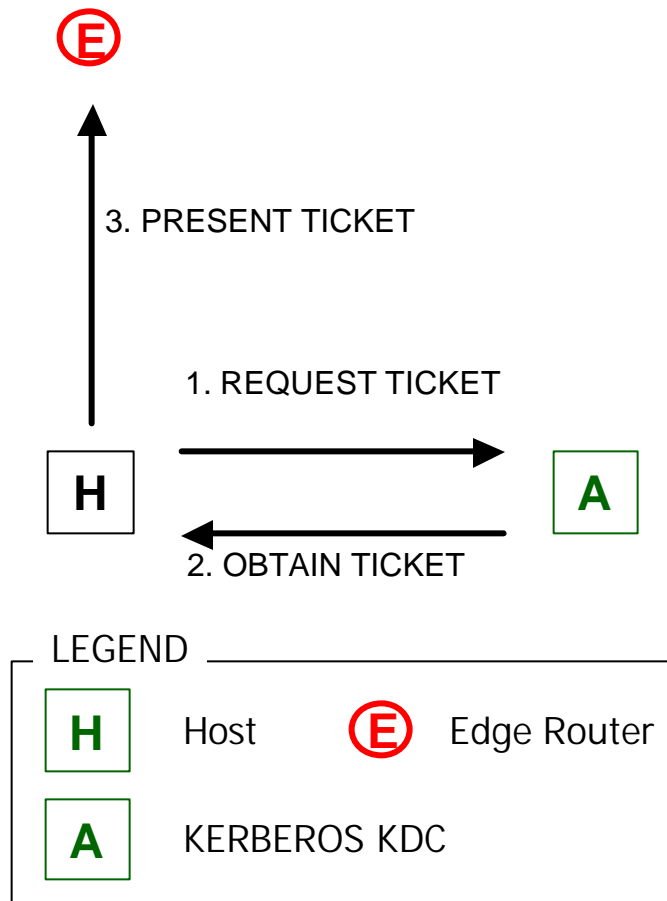 E
3. PRESENT TICKET
1. REQUEST TICKET
H
A
2. OBTAIN TICKET
LEGEND
H Host E Edge Router
A KERBEROS KDC